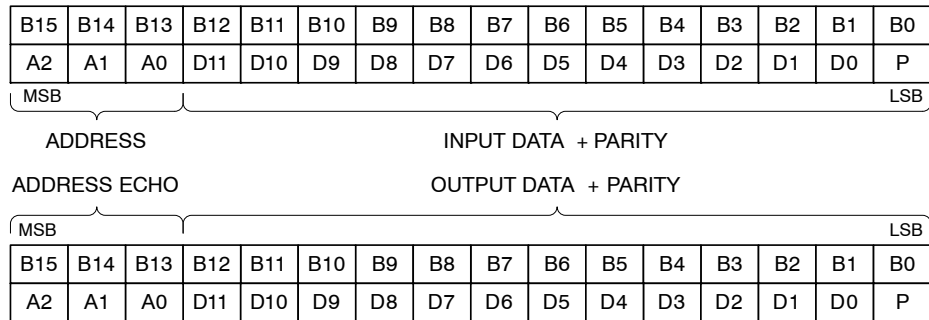 B15 B14 B13 B12 B11 B10 B9 B8 B7 B6 B5 B4 B3 B2 B1 B0
A2 A1 A0 D11 D10 D9 D8 D7 D6 D5 D4 D3 D2 D1 D0 P
MSB LSB
ADDRESS INPUT DATA + PARITY
ADDRESS ECHO OUTPUT DATA + PARITY
MSB LSB
B15 B14 B13 B12 B11 B10 B9 B8 B7 B6 B5 B4 B3 B2 B1 B0
A2 A1 A0 D11 D10 D9 D8 D7 D6 D5 D4 D3 D2 D1 D0 P